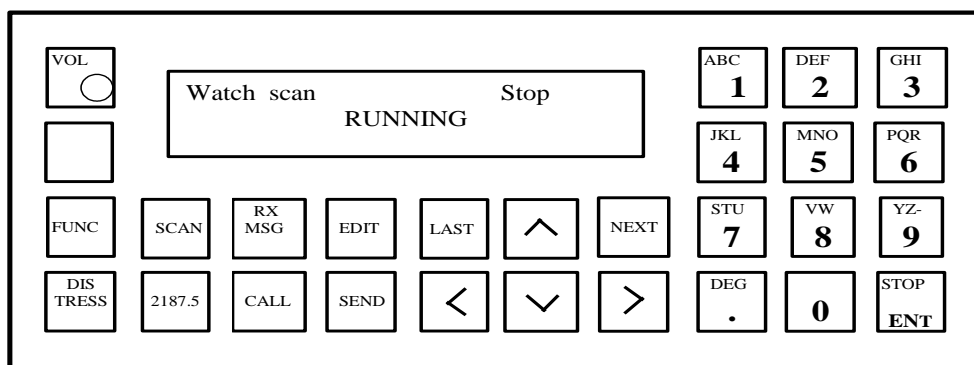 VOL
Watch scan Stop
RUNNING
ABC
1
DEF
2
GHI
3
JKL
4
MNO
5
PQR
6
FUNC
SCAN
RX
MSG
EDIT
LAST
NEXT
STU
7
VW
8
YZ-
9
DIS
TRESS
2187.5
CALL
SEND
DEG
.
0
STOP
ENT